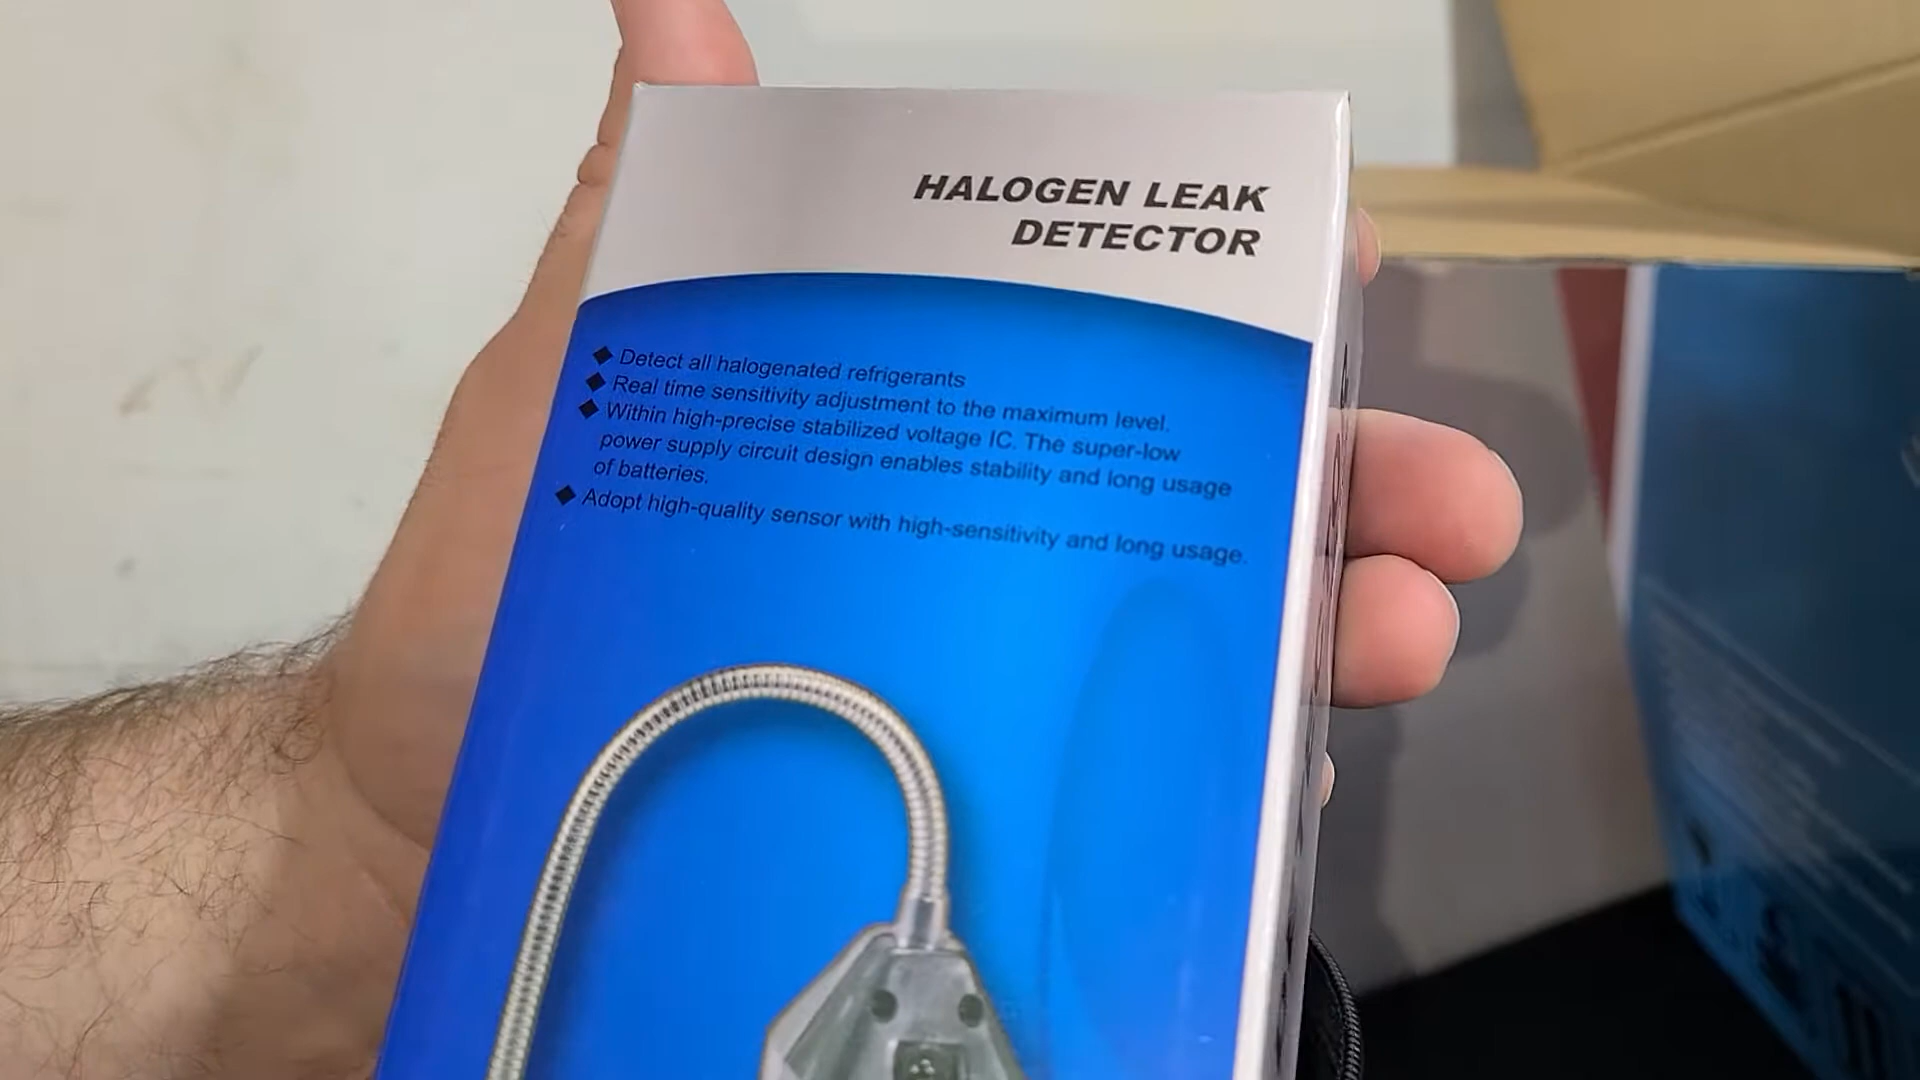 HALOGEN LEAK
DETECTOR
◆ Detect all halogenated refrigerants
◆ Real time sensitivity adjustment to the maximum level.
◆ Within high-precise stabilized voltage IC. The super-low
power supply circuit design enables stability and long usage
of batteries.
◆ Adopt high-quality sensor with high-sensitivity and long usage.